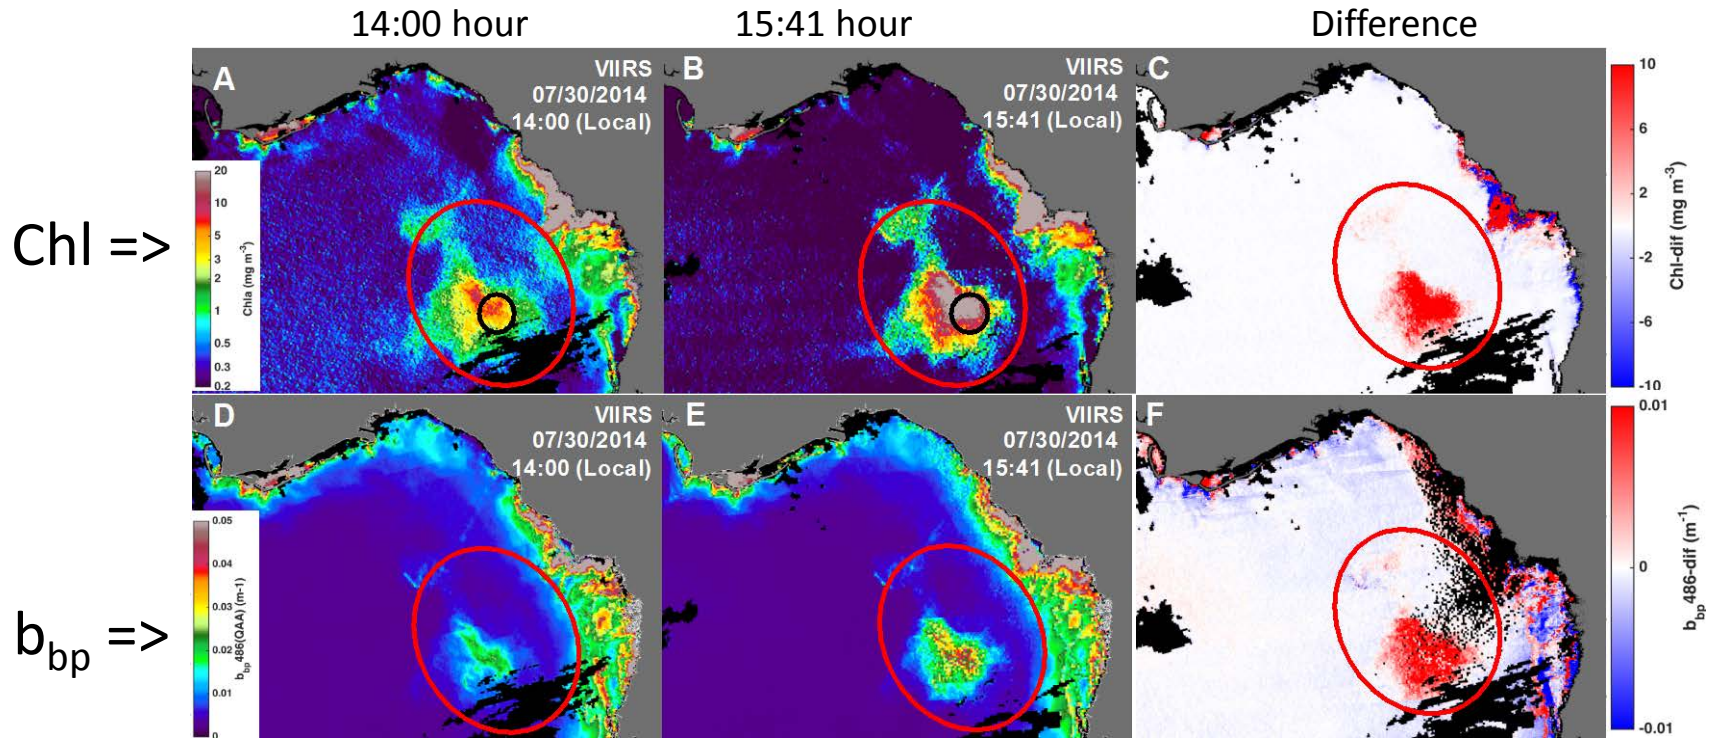 14:00 hour
15:41 hour
Difference
Chl =>
A
VIIRS
07/30/2014
14:00 (Local)
20
10
5
3
2
1
0.5
0.3
0.2
Chla (mg m⁻³)
B
VIIRS
07/30/2014
15:41 (Local)
C
10
6
2
-2
-6
-10
Chl-dif (mg m⁻³)
b_bp =>
D
VIIRS
07/30/2014
14:00 (Local)
0.05
0.04
0.03
0.02
0.01
0
b_bp 486(QAA) (m-1)
E
VIIRS
07/30/2014
15:41 (Local)
F
0.01
0
-0.01
b_bp 486-dif (m⁻¹)